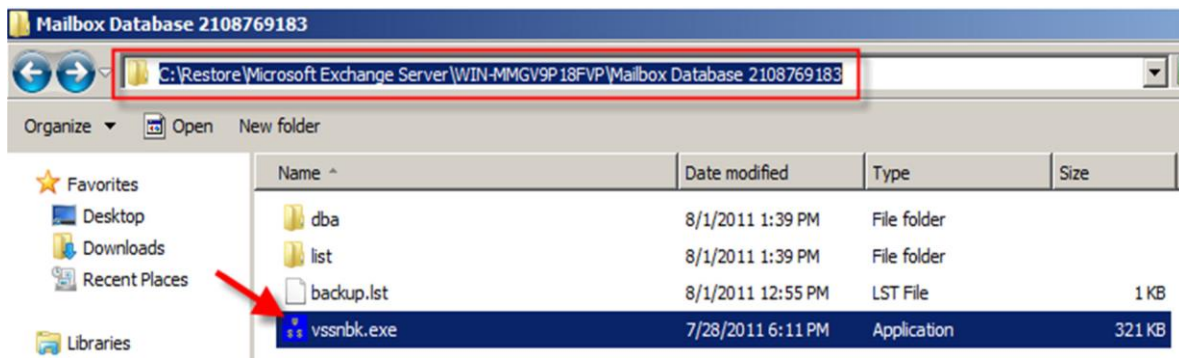 Mailbox Database 2108769183
C:\Restore\Microsoft Exchange Server\WIN-MMGV9P18FVP\Mailbox Database 2108769183
Organize Open New folder
Name Date modified Type Size
Favorites
Desktop
Downloads
Recent Places
Libraries
dba 8/1/2011 1:39 PM File folder
list 8/1/2011 1:39 PM File folder
backup.lst 8/1/2011 12:55 PM LST File 1 KB
vssnbk.exe 7/28/2011 6:11 PM Application 321 KB